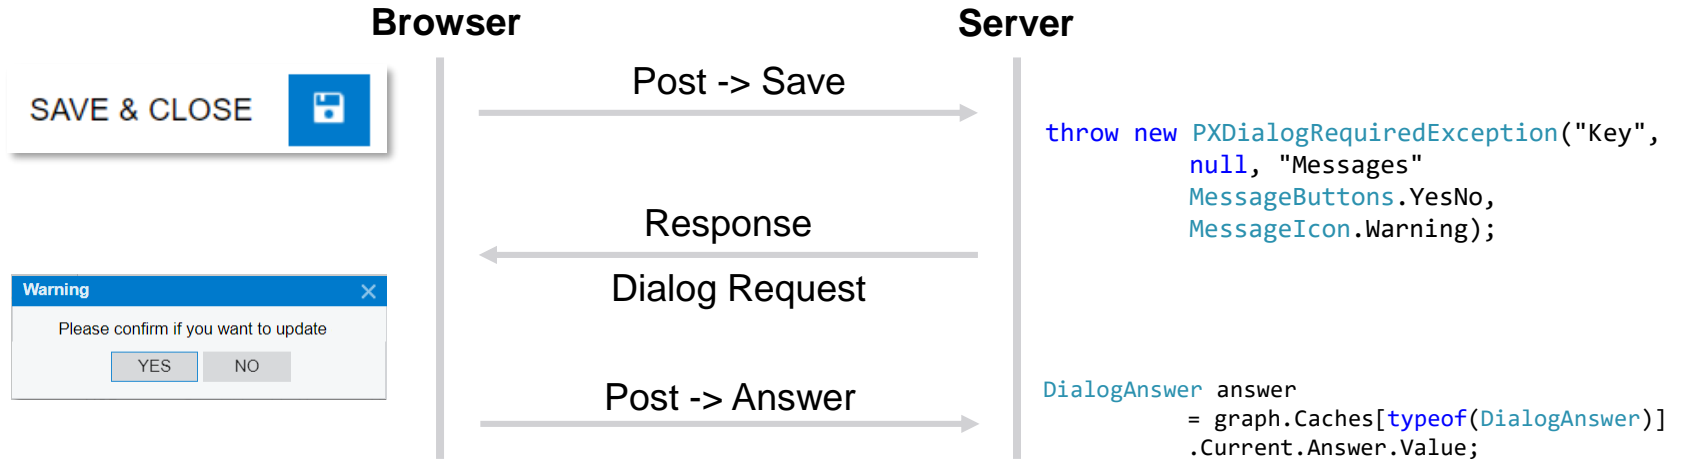 Browser
Server
SAVE & CLOSE
Post -> Save
throw new PXDialogRequiredException("Key",
null, "Messages"
MessageButtons.YesNo,
MessageIcon.Warning);
Response
Dialog Request
Warning
Please confirm if you want to update
YES NO
Post -> Answer
DialogAnswer answer
= graph.Caches[typeof(DialogAnswer)]
.Current.Answer.Value;